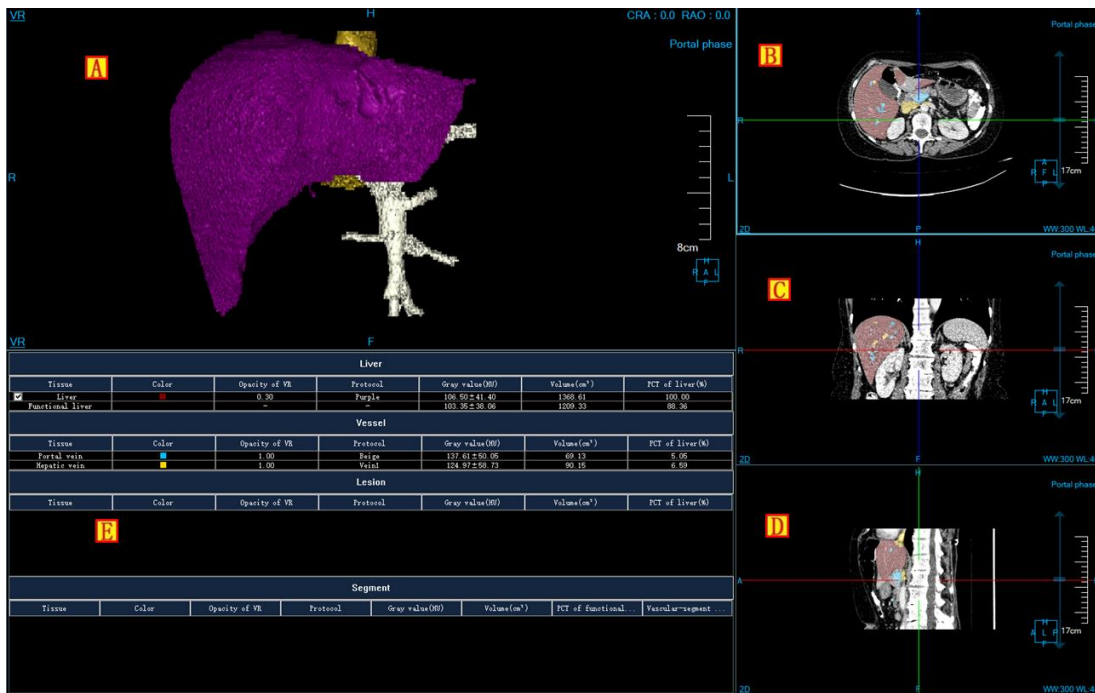 VR
H
CRA : 0.0 RAO : 0.0
Portal phase
A
R
L
8cm
H
R A L
F
VR
F
A
Portal phase
B
R
17cm
A
R F L
P
2D
P
WW:300 WL:4
H
Portal phase
C
R
17cm
H
R A L
F
2D
F
WW:300 WL:4
H
Portal phase
D
A
17cm
H
A L P
F
2D
F
WW:300 WL:4
Liver
Tissue Color Opacity of VR Protocol Gray value(HU) Volume(cm³) PCT of liver(%)
Liver 0.30 Purple 106.50±41.40 1368.61 100.00
Functional liver - - 103.35±38.06 1209.33 88.36
Vessel
Tissue Color Opacity of VR Protocol Gray value(HU) Volume(cm³) PCT of liver(%)
Portal vein 1.00 Beige 137.61±50.05 69.13 5.05
Hepatic vein 1.00 Vein1 124.97±58.73 90.15 6.59
Lesion
Tissue Color Opacity of VR Protocol Gray value(HU) Volume(cm³) PCT of liver(%)
E
Segment
Tissue Color Opacity of VR Protocol Gray value(HU) Volume(cm³) PCT of functional... Vascular-segment ...